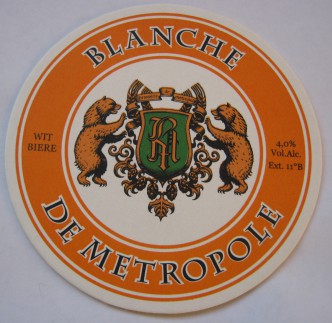 BLANCHE
WIT
BIERE
4,0%
Vol.Alc.
Ext. 11°B
DE METROPOLE